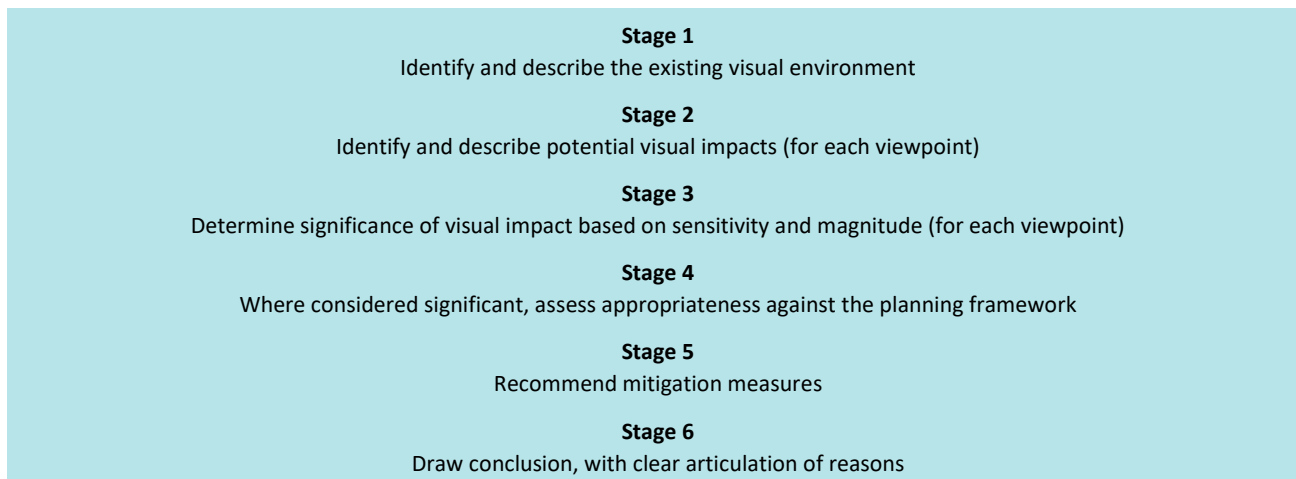 Stage 1
Identify and describe the existing visual environment
Stage 2
Identify and describe potential visual impacts (for each viewpoint)
Stage 3
Determine significance of visual impact based on sensitivity and magnitude (for each viewpoint)
Stage 4
Where considered significant, assess appropriateness against the planning framework
Stage 5
Recommend mitigation measures
Stage 6
Draw conclusion, with clear articulation of reasons